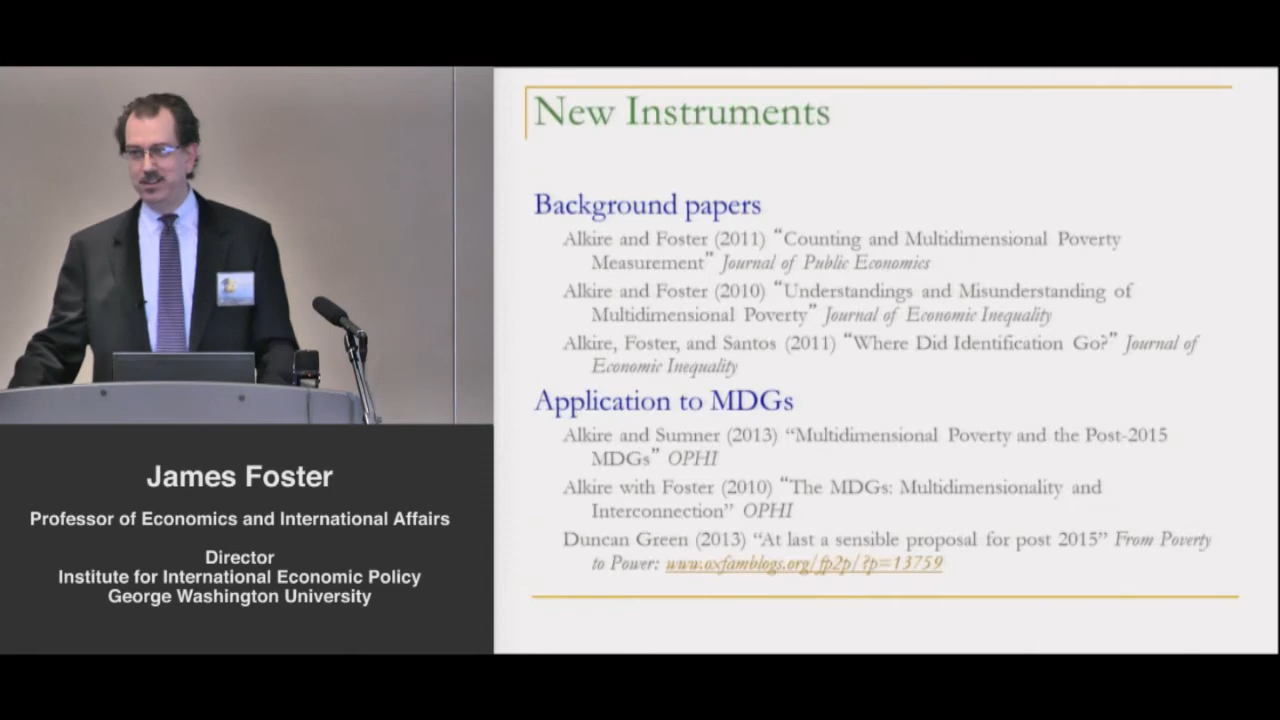 New Instruments
Background papers
Alkire and Foster (2011) “Counting and Multidimensional Poverty
Measurement” Journal of Public Economics
Alkire and Foster (2010) “Understandings and Misunderstanding of
Multidimensional Poverty” Journal of Economic Inequality
Alkire, Foster, and Santos (2011) “Where Did Identification Go?” Journal of
Economic Inequality
Application to MDGs
Alkire and Sumner (2013) “Multidimensional Poverty and the Post-2015
MDGs” OPHI
Alkire with Foster (2010) “The MDGs: Multidimensionality and
Interconnection” OPHI
Duncan Green (2013) “At last a sensible proposal for post 2015” From Poverty
to Power: www.oxfamblogs.org/fp2p/?p=13759
James Foster
Professor of Economics and International Affairs
Director
Institute for International Economic Policy
George Washington University